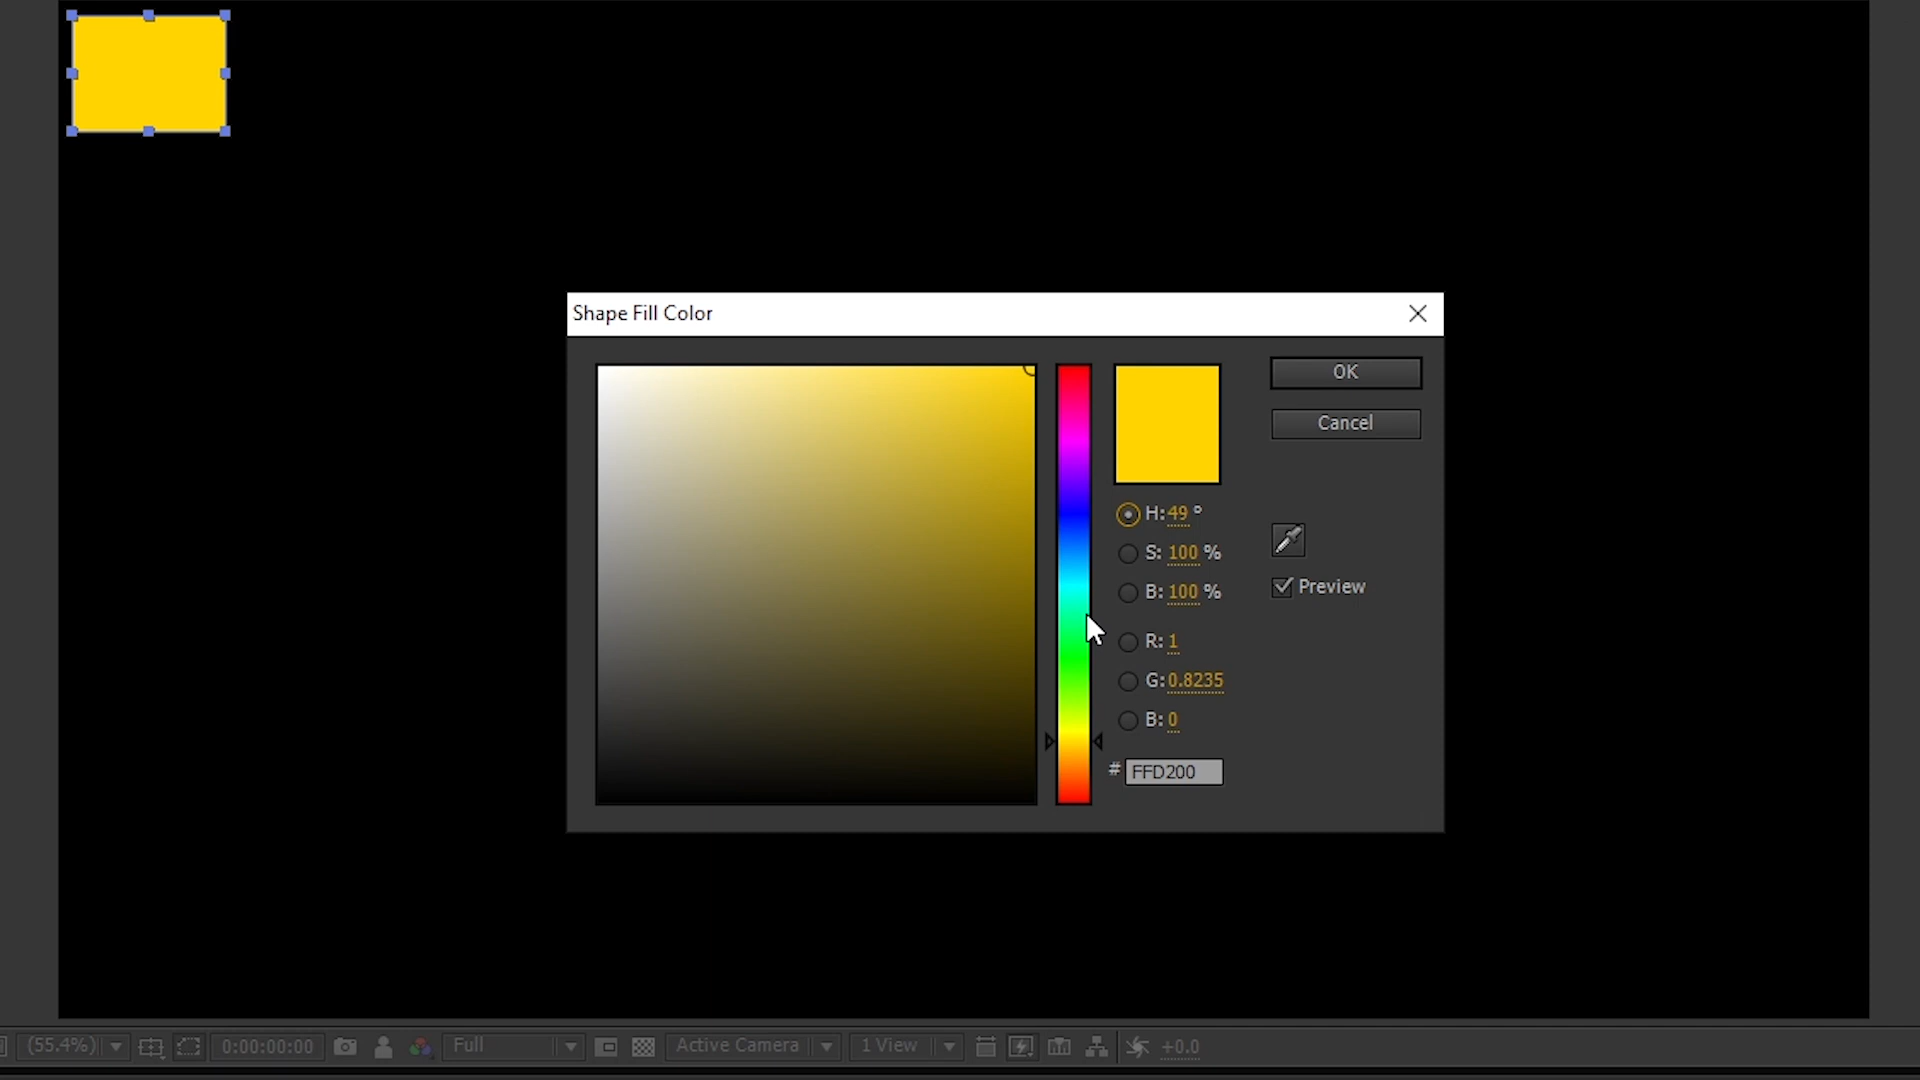 Shape Fill Color
OK
Cancel
H: 49 °
S: 100 %
B: 100 %
Preview
R: 1
G: 0.8235
B: 0
# FFD200
(55.4%)
0:00:00:00
Full
Active Camera
1 View
+0.0